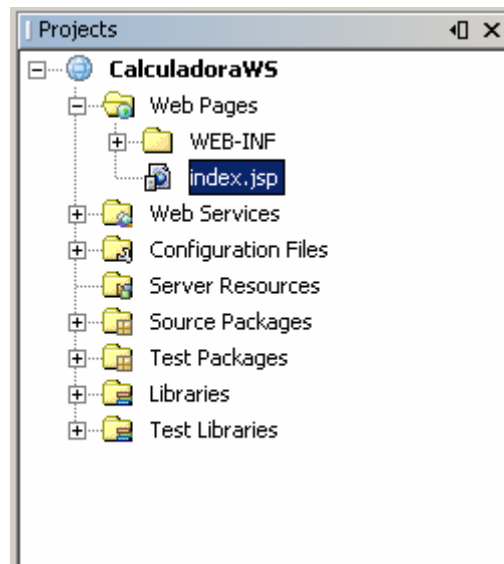 Projects
CalculadoraWS
Web Pages
WEB-INF
index.jsp
Web Services
Configuration Files
Server Resources
Source Packages
Test Packages
Libraries
Test Libraries